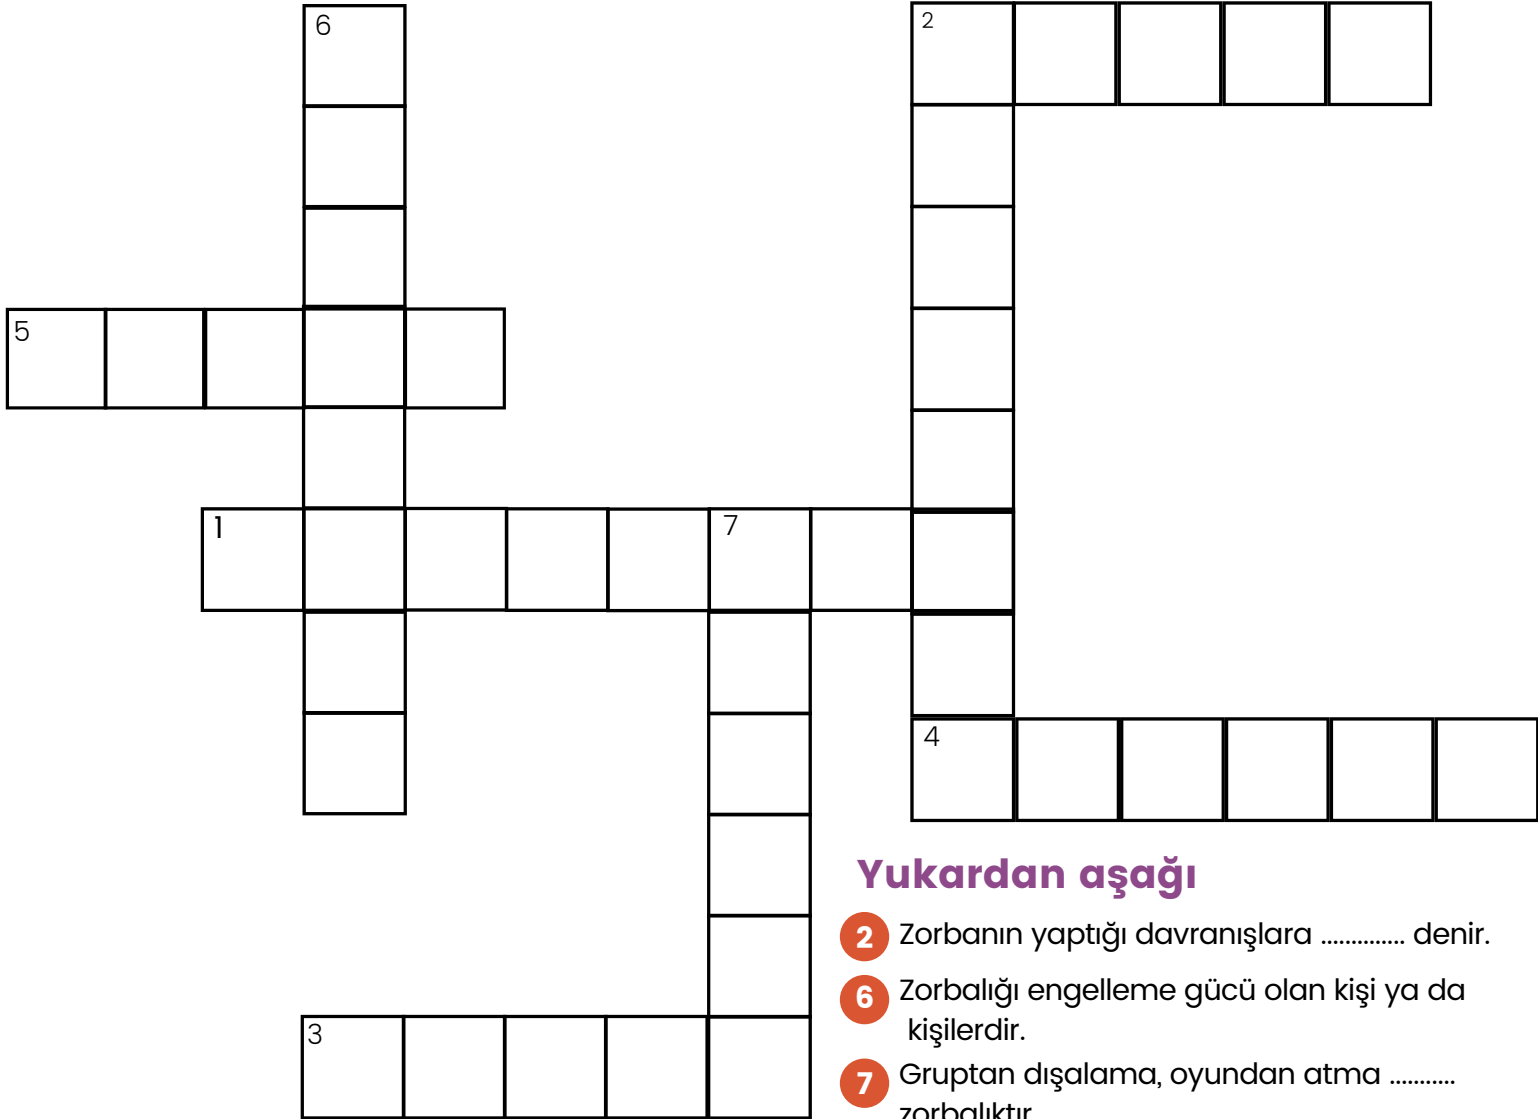 6
2
5
1
7
4
3
Yukardan aşağı
2 Zorbanın yaptığı davranışlara .............. denir.
6 Zorbalığı engelleme gücü olan kişi ya da
kişilerdir.
7 Gruptan dışalama, oyundan atma ...........
zorbalıktır